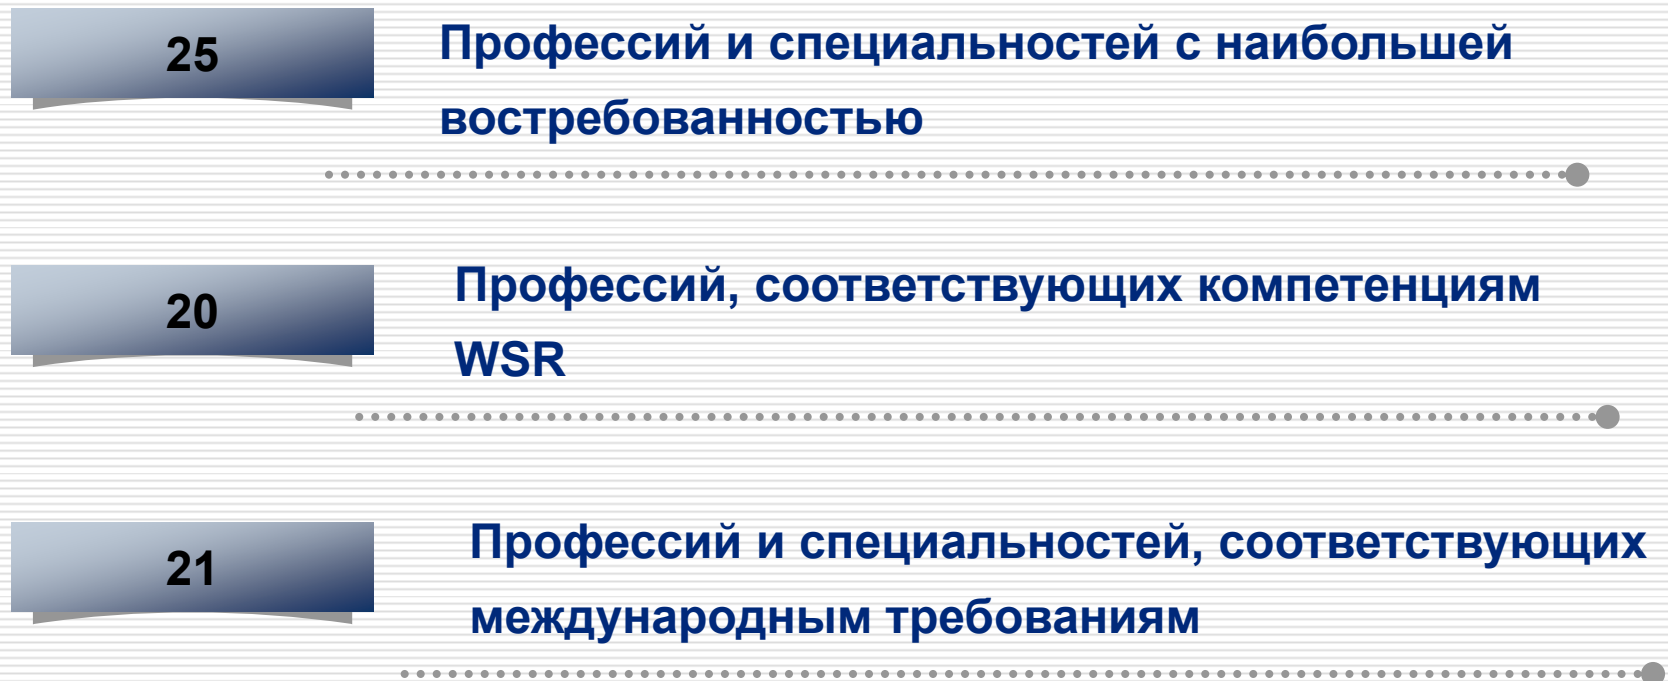 25
Профессий и специальностей с наибольшей
востребованностью
20
Профессий, соответствующих компетенциям
WSR
21
Профессий и специальностей, соответствующих
международным требованиям